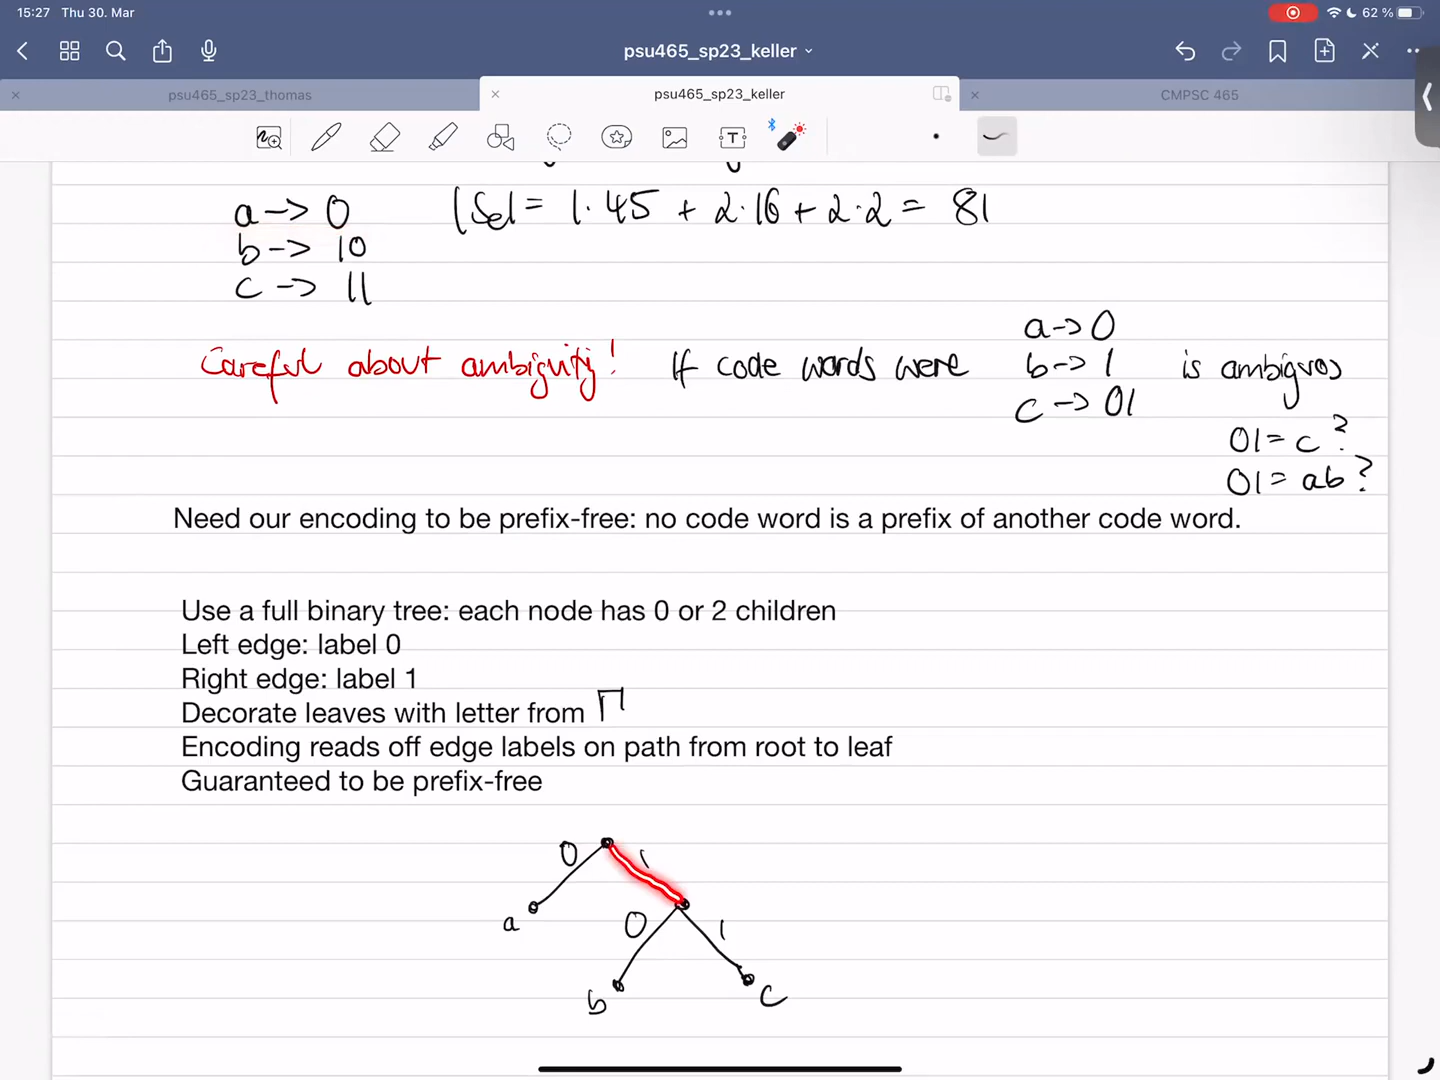 15:27 Thu 30. Mar
62 %
psu465_sp23_keller
psu465_sp23_thomas
psu465_sp23_keller
CMPSC 465
T
a -> 0
|Se| = 1·45 + 2·16 + 2·2 = 81
b -> 10
c -> 11
Careful about ambiguity! If code words were
a -> 0
b -> 1
c -> 01
is ambiguos
01 = c ?
01 = ab ?
Need our encoding to be prefix-free: no code word is a prefix of another code word.
Use a full binary tree: each node has 0 or 2 children
Left edge: label 0
Right edge: label 1
Decorate leaves with letter from Γ
Encoding reads off edge labels on path from root to leaf
Guaranteed to be prefix-free
0 1
a 0 1
b c